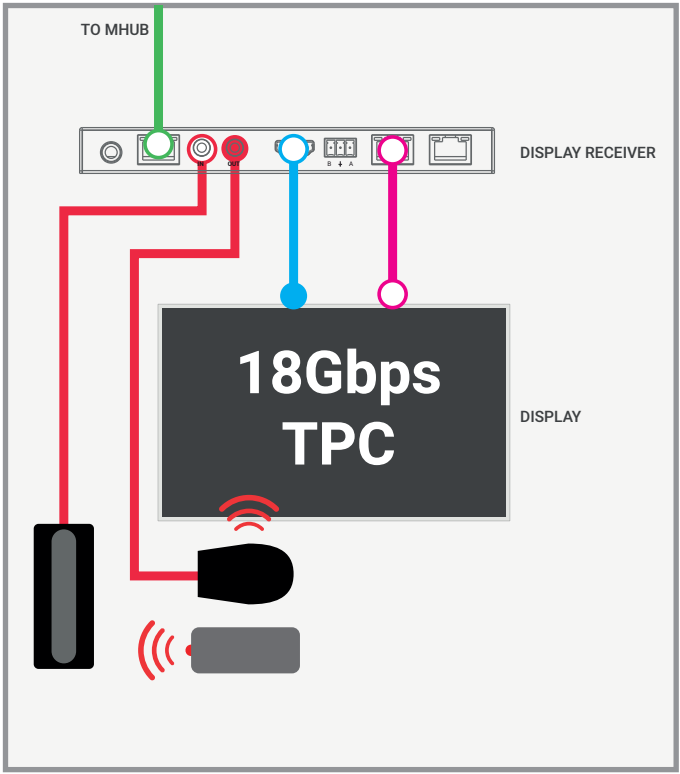 TO MHUB
IN
OUT
B A
DISPLAY RECEIVER
18Gbps
TPC
DISPLAY